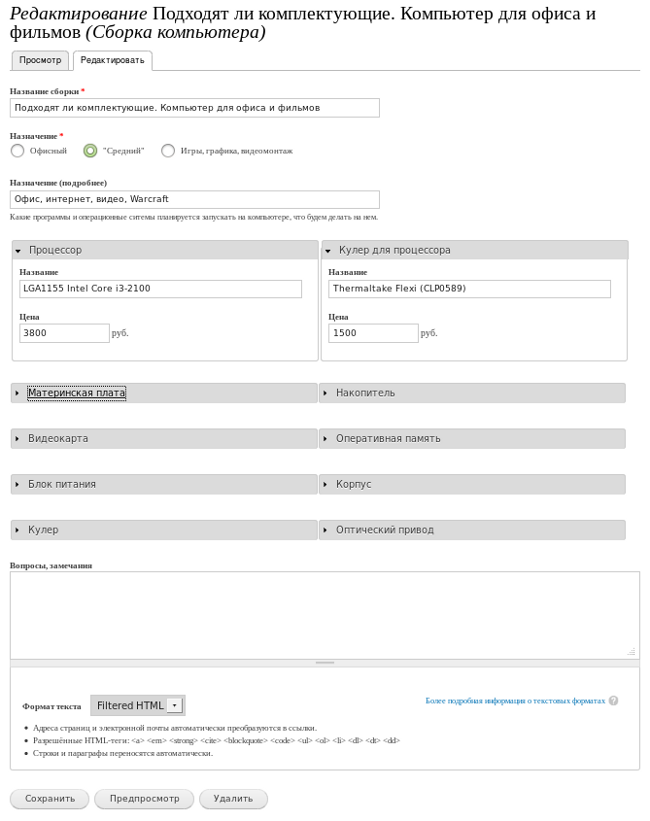 Редактирование Подходят ли комплектующие. Компьютер для офиса и
фильмов (Сборка компьютера)
Просмотр Редактировать
Название сборки *
Подходят ли комплектующие. Компьютер для офиса и фильмов
Назначение *
Офисный "Средний" Игры, графика, видеомонтаж
Назначение (подробнее)
Офис, интернет, видео, Warcraft
Какие программы и операционные ситемы планируется запускать на компьютере, что будем делать на нем.
Процессор Кулер для процессора
Название Название
LGA1155 Intel Core i3-2100 Thermaltake Flexi (CLP0589)
Цена Цена
3800 руб. 1500 руб.
Материнская плата Накопитель
Видеокарта Оперативная память
Блок питания Корпус
Кулер Оптический привод
Вопросы, замечания
Формат текста Filtered HTML Более подробная информация о текстовых форматах ?
Адреса страниц и электронной почты автоматически преобразуются в ссылки.
Разрешённые HTML-теги: <a> <em> <strong> <cite> <blockquote> <code> <ul> <ol> <li> <dl> <dt> <dd>
Строки и параграфы переносятся автоматически.
Сохранить Предпросмотр Удалить